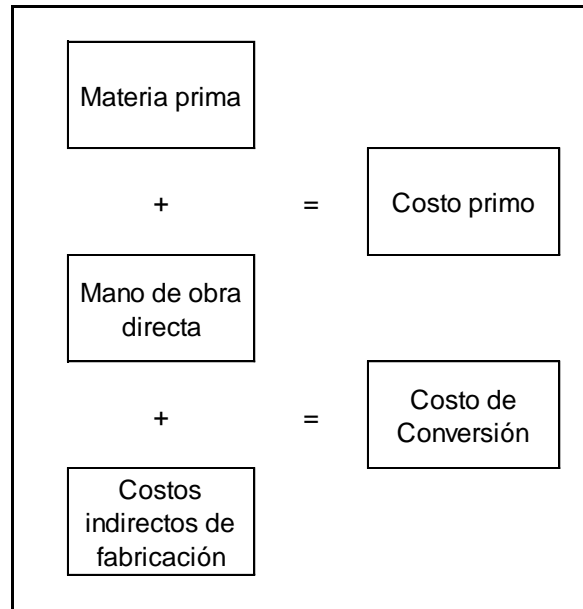 Materia prima
+ = Costo primo
Mano de obra
directa
+ = Costo de
Conversión
Costos
indirectos de
fabricación